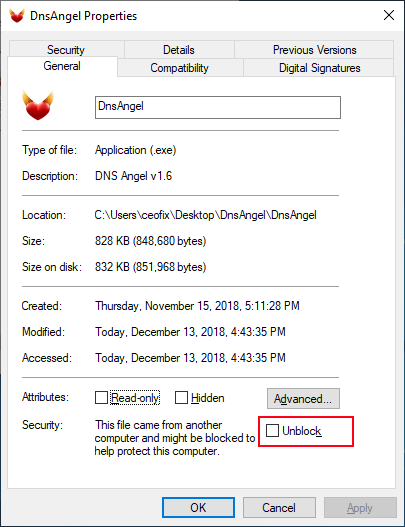 DnsAngel Properties
Security
Details
Previous Versions
General
Compatibility
Digital Signatures
DnsAngel
Type of file: Application (.exe)
Description: DNS Angel v1.6
Location: C:\Users\ceofix\Desktop\DnsAngel\DnsAngel
Size: 828 KB (848,680 bytes)
Size on disk: 832 KB (851,968 bytes)
Created: Thursday, November 15, 2018, 5:11:28 PM
Modified: Today, December 13, 2018, 4:43:35 PM
Accessed: Today, December 13, 2018, 4:43:35 PM
Attributes: Read-only Hidden Advanced...
Security: This file came from another
computer and might be blocked to
help protect this computer.
Unblock
OK Cancel Apply